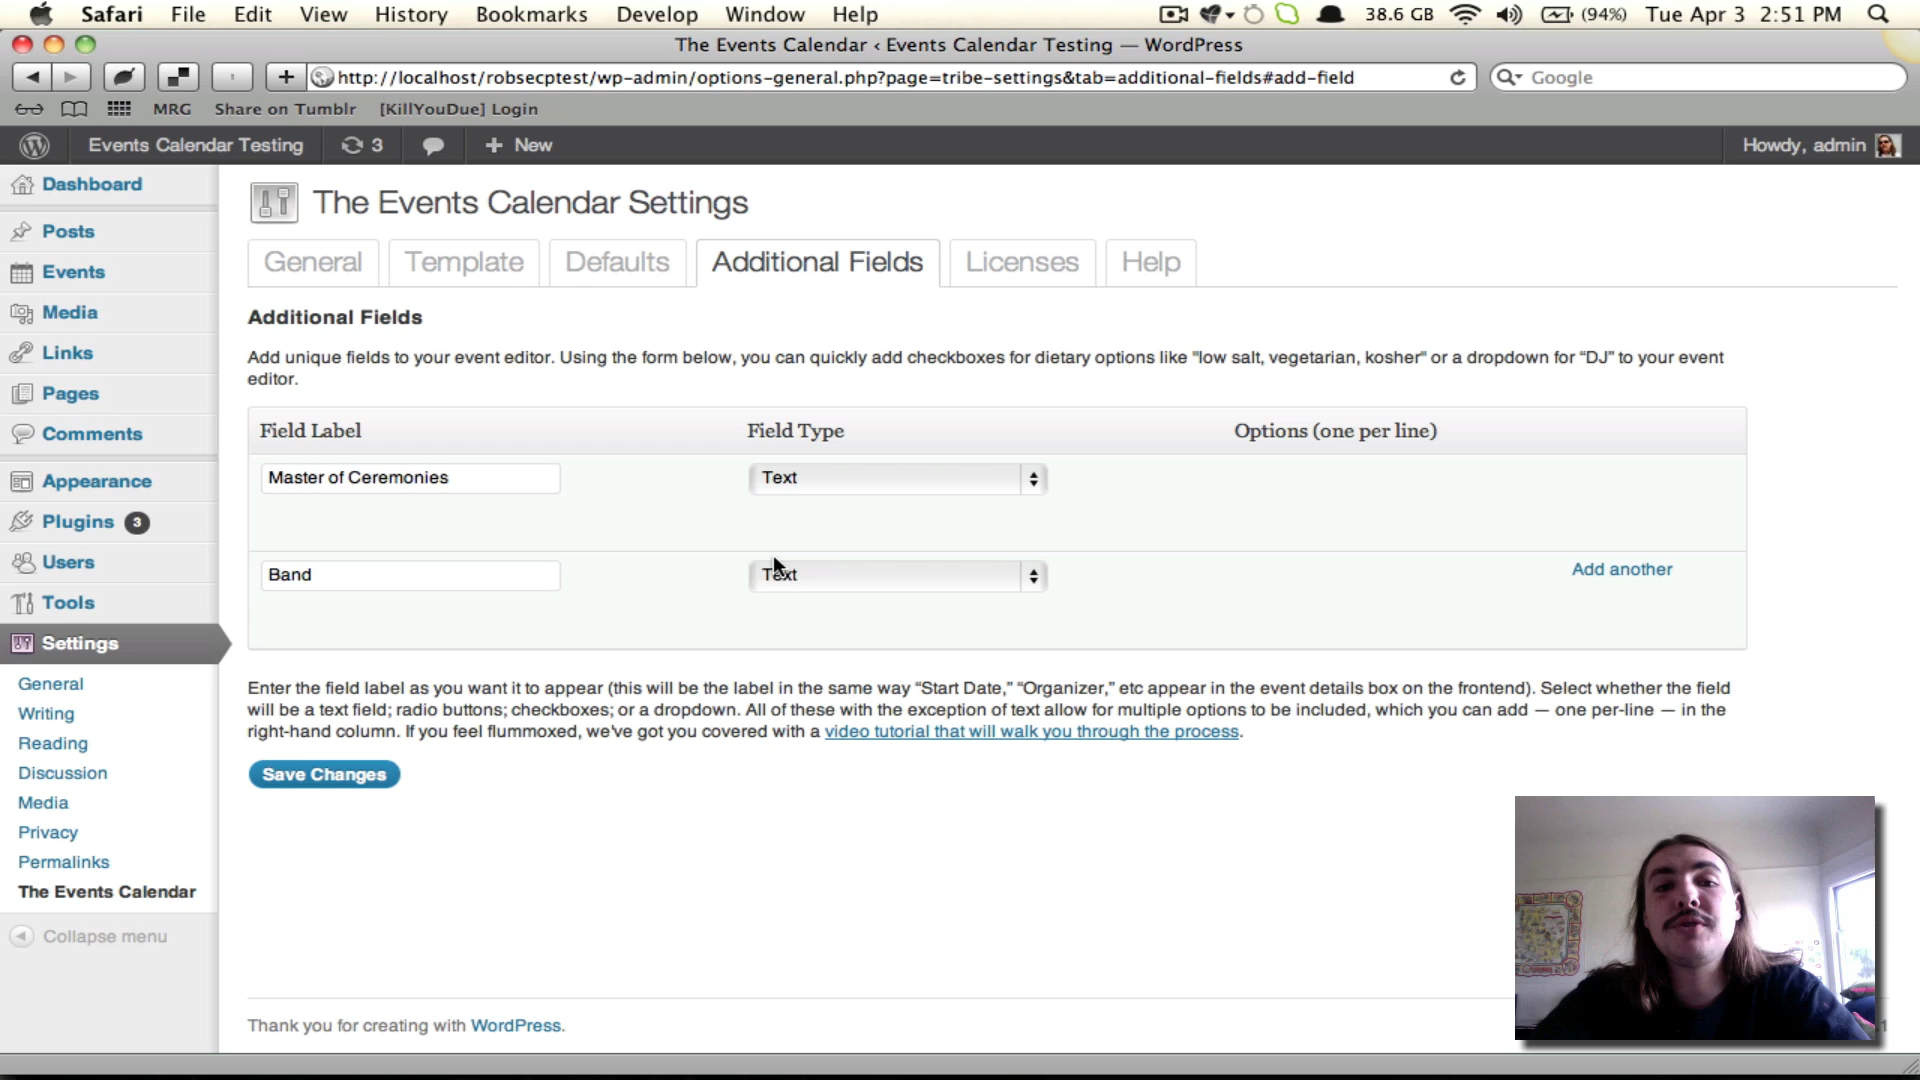 Safari File Edit View History Bookmarks Develop Window Help 38.6 GB (94%) Tue Apr 3 2:51 PM
The Events Calendar ‹ Events Calendar Testing — WordPress
http://localhost/robsecptest/wp-admin/options-general.php?page=tribe-settings&tab=additional-fields#add-field Google
MRG Share on Tumblr [KillYouDue] Login
Events Calendar Testing 3 + New Howdy, admin
Dashboard
Posts
Events
Media
Links
Pages
Comments
Appearance
Plugins 3
Users
Tools
Settings
General
Writing
Reading
Discussion
Media
Privacy
Permalinks
The Events Calendar
Collapse menu
The Events Calendar Settings
General Template Defaults Additional Fields Licenses Help
Additional Fields
Add unique fields to your event editor. Using the form below, you can quickly add checkboxes for dietary options like "low salt, vegetarian, kosher" or a dropdown for “DJ” to your event
editor.
Field Label Field Type Options (one per line)
Master of Ceremonies Text
Band Text Add another
Enter the field label as you want it to appear (this will be the label in the same way “Start Date,” “Organizer,” etc appear in the event details box on the frontend). Select whether the field
will be a text field; radio buttons; checkboxes; or a dropdown. All of these with the exception of text allow for multiple options to be included, which you can add — one per-line — in the
right-hand column. If you feel flummoxed, we've got you covered with a video tutorial that will walk you through the process.
Save Changes
Thank you for creating with WordPress.